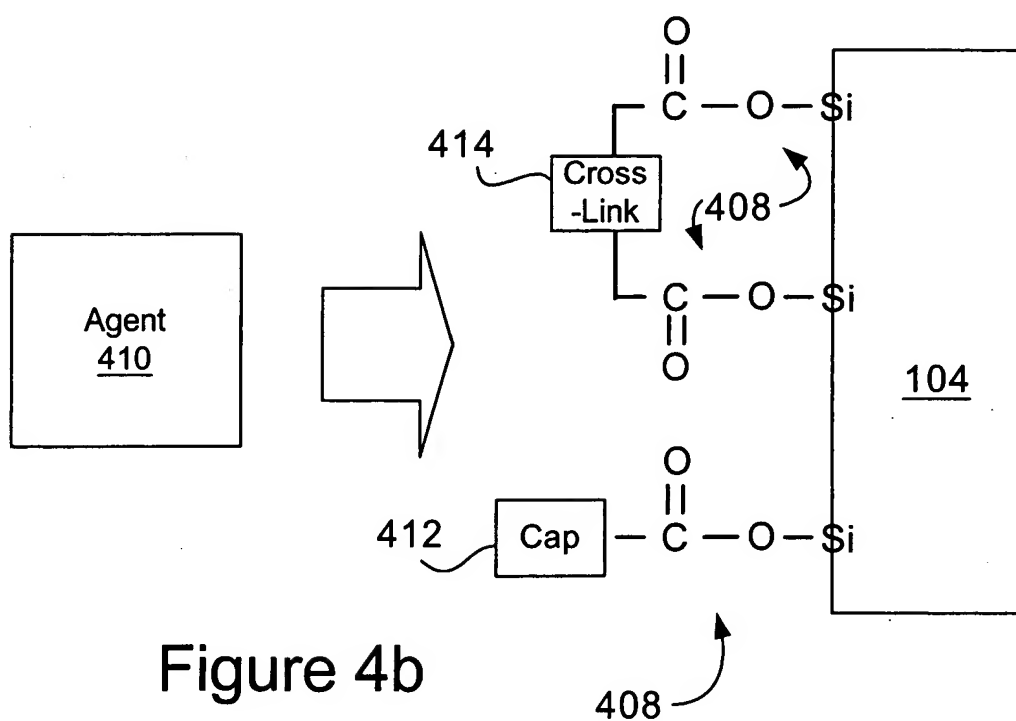 O
||
C — O — Si
414
Cross
-Link
408
C — O — Si
||
O
Agent
410
104
O
||
412
Cap — C — O — Si
Figure 4b
408